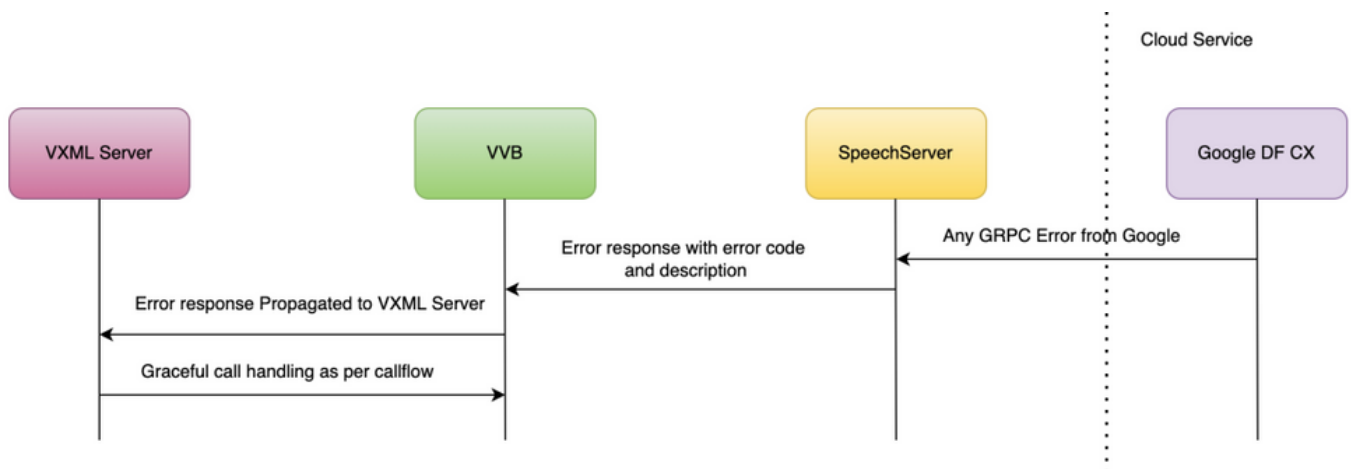 Cloud Service
VXML Server
VVB
SpeechServer
Google DF CX
Any GRPC Error from Google
Error response with error code
and description
Error response Propagated to VXML Server
Graceful call handling as per callflow